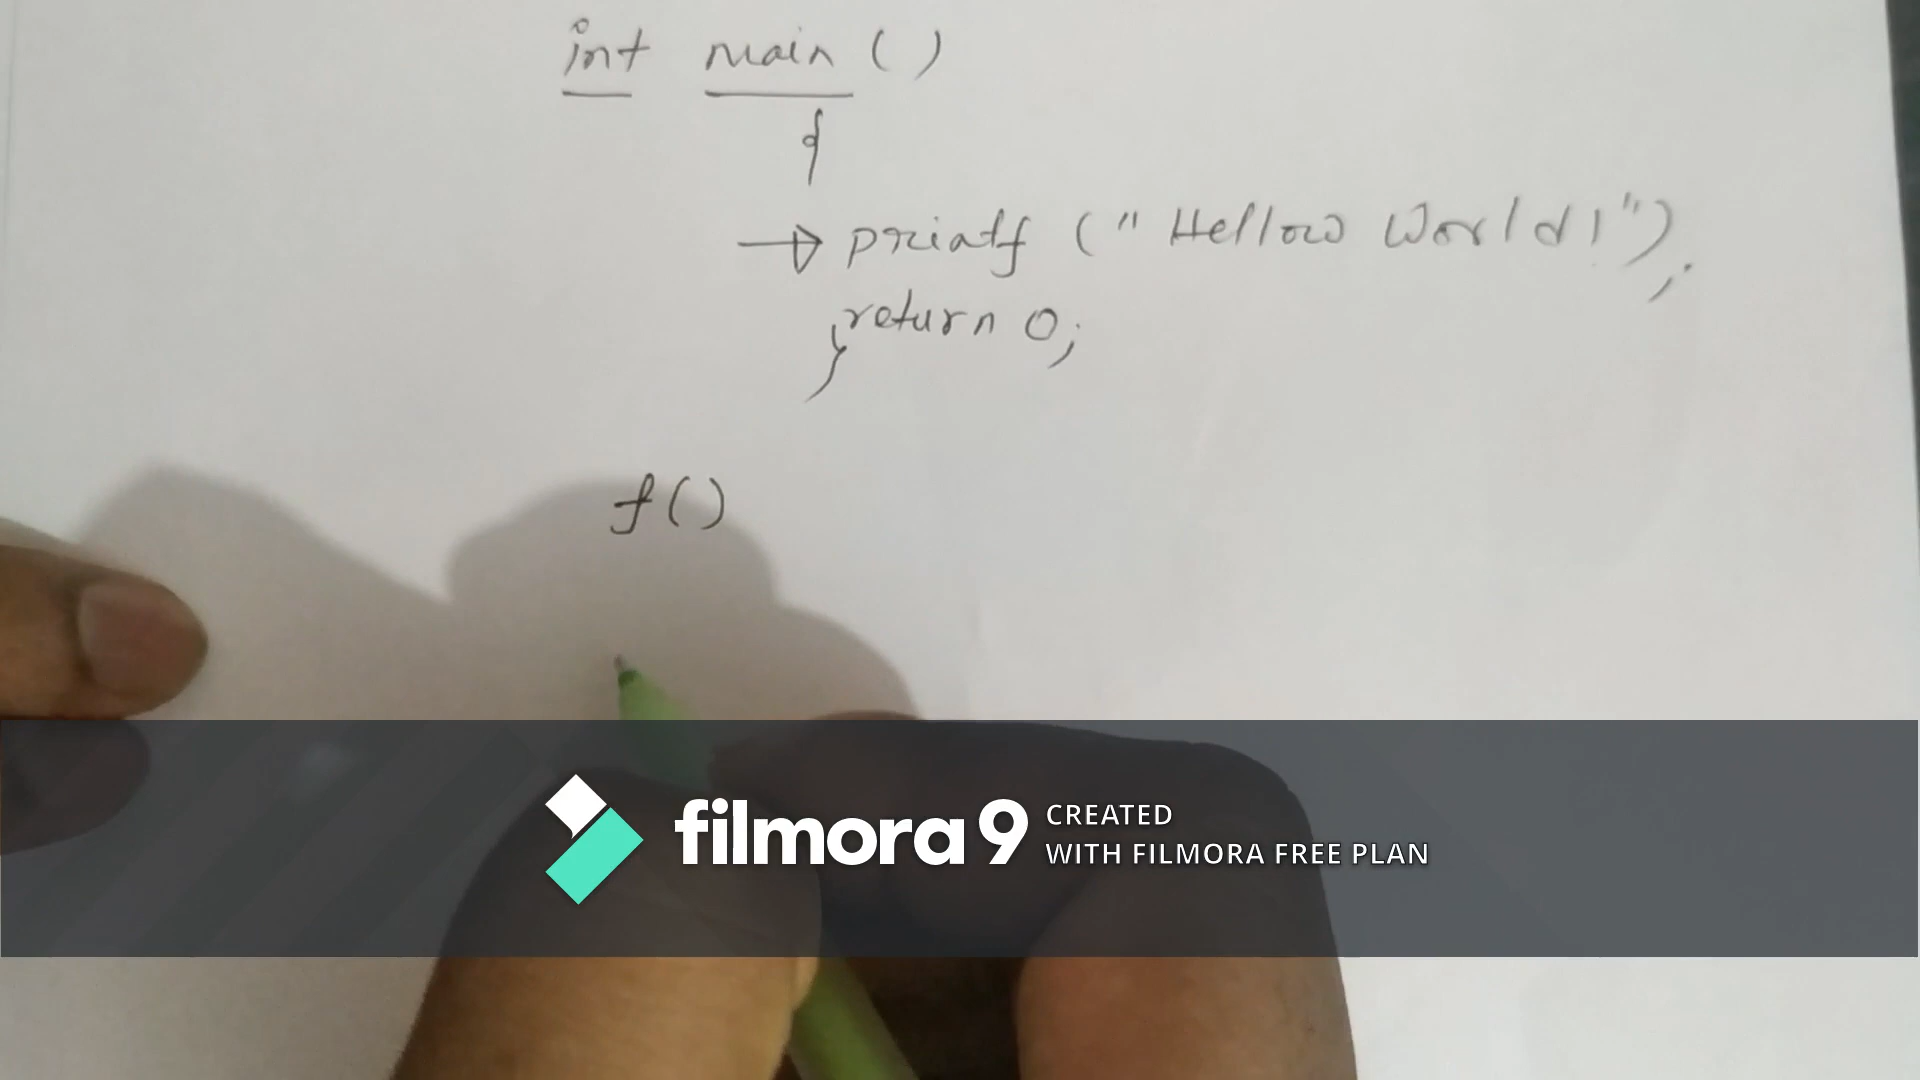 int main ()
{
→ printf ("Hellow World!");
return 0;
}
f()
filmora 9 CREATED
WITH FILMORA FREE PLAN